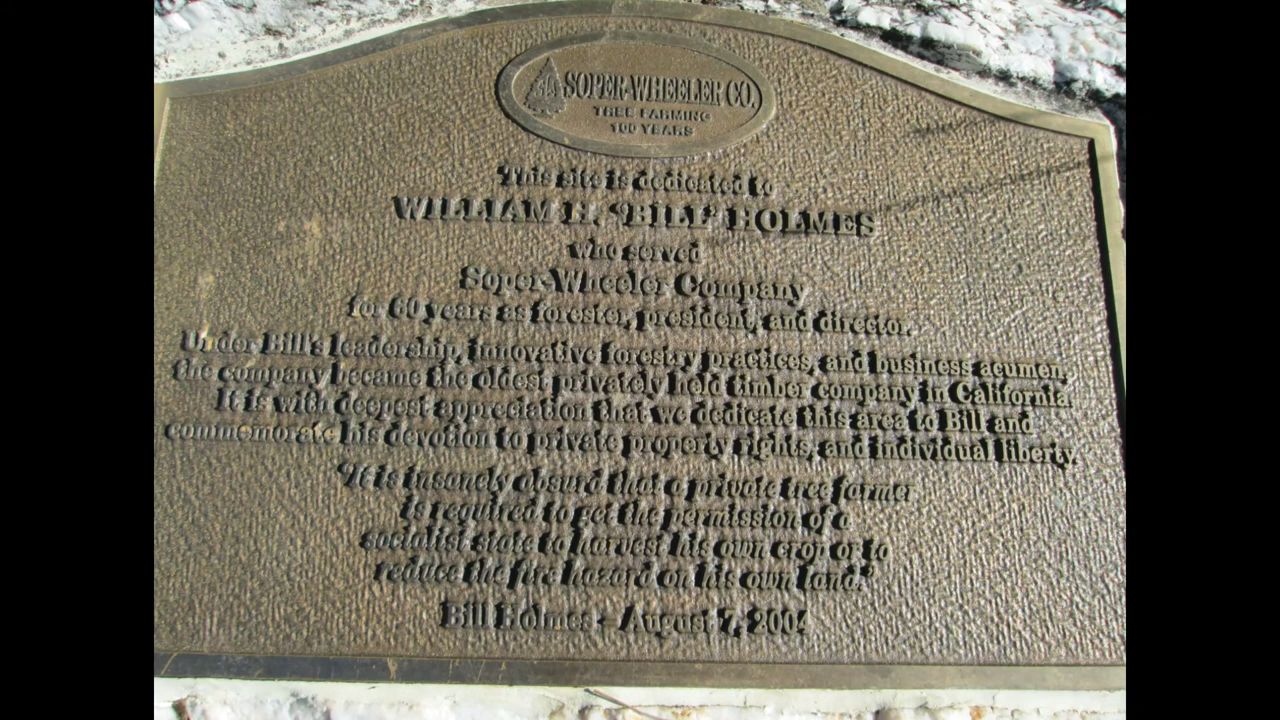 SOPER-WHEELER CO.
TREE FARMING
100 YEARS
This site is dedicated to
WILLIAM H. "BILL" HOLMES
who served
Soper-Wheeler Company
for 60 years as forester, president, and director.
Under Bill's leadership, innovative forestry practices, and business acumen,
the company became the oldest privately held timber company in California.
It is with deepest appreciation that we dedicate this area to Bill and
commemorate his devotion to private property rights, and individual liberty.
"It is insanely absurd that a private tree farmer
is required to get the permission of a
socialist state to harvest his own crop or to
reduce the fire hazard on his own land."
Bill Holmes - August 7, 2004